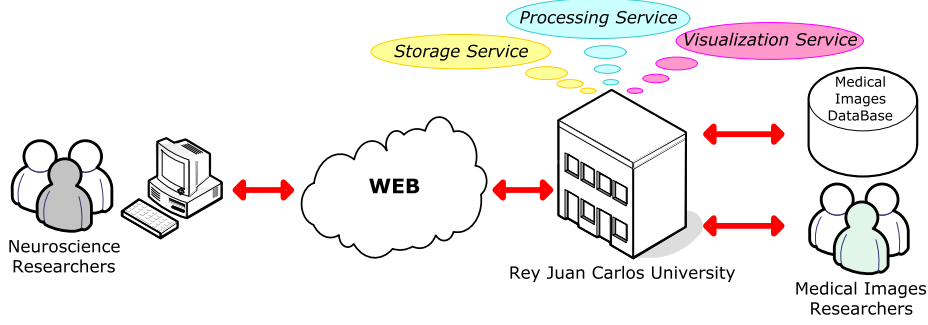 Processing Service
Storage Service
Visualization Service
Medical
Images
DataBase
WEB
Neuroscience
Researchers
Rey Juan Carlos University
Medical Images
Researchers